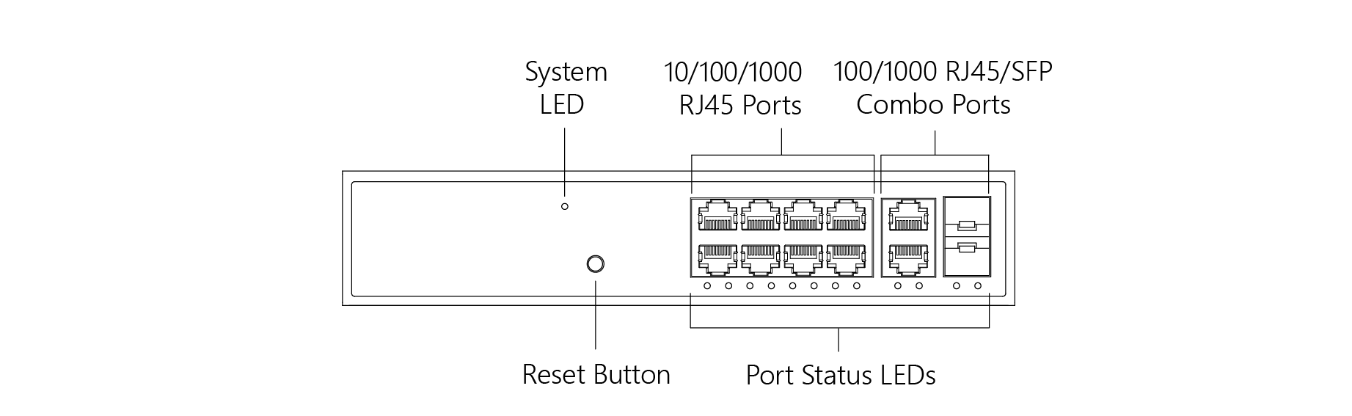 System
LED
10/100/1000
RJ45 Ports
100/1000 RJ45/SFP
Combo Ports
Reset Button
Port Status LEDs